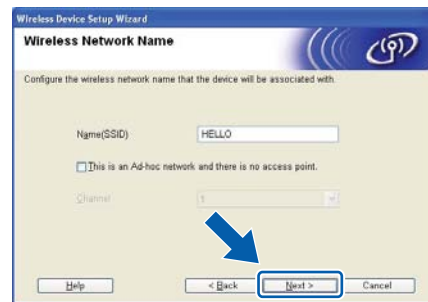 Wireless Device Setup Wizard
Wireless Network Name
Configure the wireless network name that the device will be associated with.
Name(SSID) HELLO
This is an Ad-hoc network and there is no access point.
Channel 1
Help < Back Next > Cancel